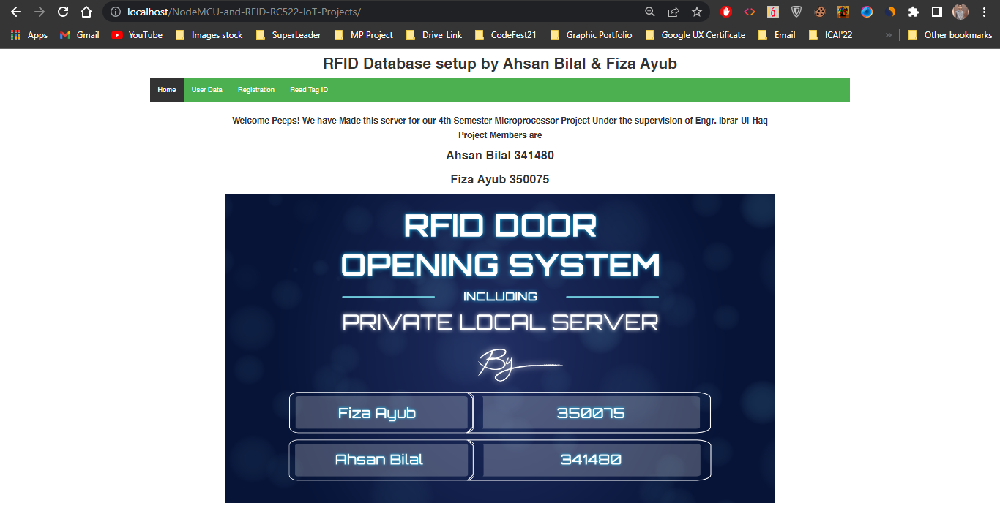 localhost/NodeMCU-and-RFID-RC522-IoT-Projects/
Apps Gmail YouTube Images stock SuperLeader MP Project Drive_Link CodeFest21 Graphic Portfolio Google UX Certificate Email ICAI'22 » Other bookmarks
RFID Database setup by Ahsan Bilal & Fiza Ayub
Home User Data Registration Read Tag ID
Welcome Peeps! We have Made this server for our 4th Semester Microprocessor Project Under the supervision of Engr. Ibrar-Ul-Haq
Project Members are
Ahsan Bilal 341480
Fiza Ayub 350075
RFID DOOR
OPENING SYSTEM
INCLUDING
PRIVATE LOCAL SERVER
By
Fiza Ayub 350075
Ahsan Bilal 341480